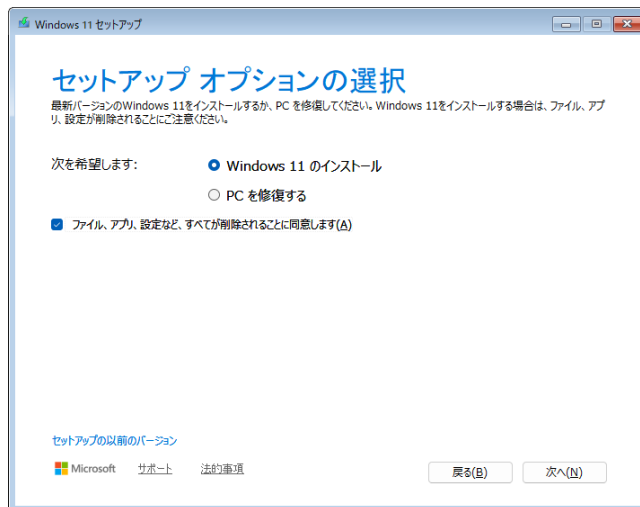 Windows 11 セットアップ
セットアップ オプションの選択
最新バージョンのWindows 11をインストールするか、PC を修復してください。Windows 11をインストールする場合は、ファイル、アプ
リ、設定が削除されることにご注意ください。
次を希望します:
Windows 11 のインストール
PC を修復する
ファイル、アプリ、設定など、すべてが削除されることに同意します(A)
セットアップの以前のバージョン
Microsoft サポート 法的事項
戻る(B) 次へ(N)